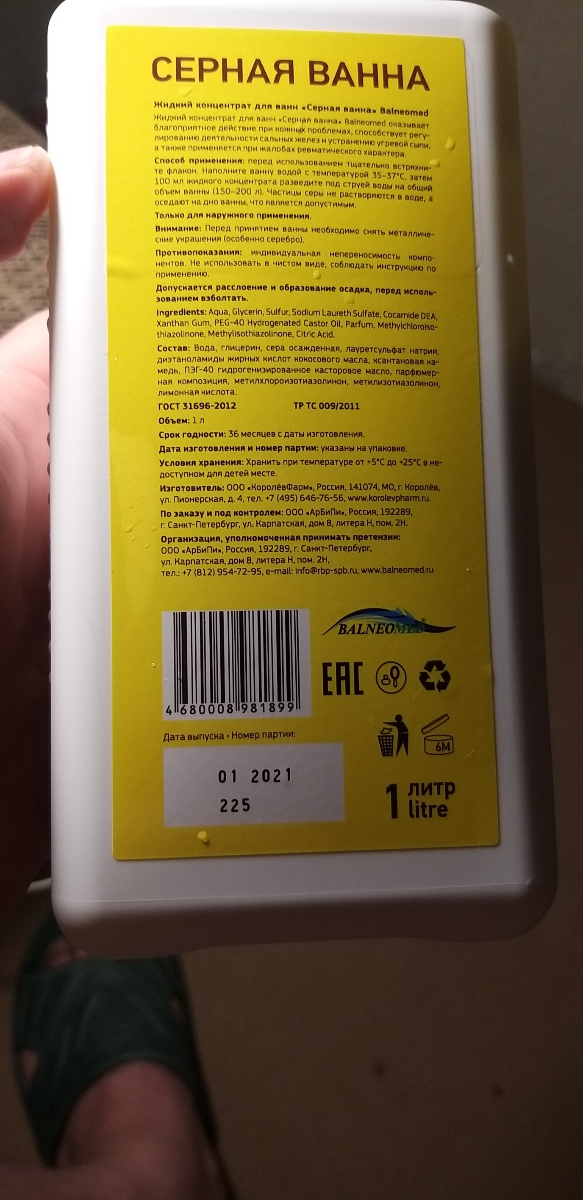 СЕРНАЯ ВАННА
Жидкий концентрат для ванн «Серная ванна» Balneomed
Жидкий концентрат для ванн «Серная ванна» Balneomed оказывает
благоприятное действие при кожных проблемах, способствует регу-
лированию деятельности сальных желез и устранению угревой сыпи,
а также применяется при жалобах ревматического характера.
Способ применения: перед использованием тщательно встряхни-
те флакон. Наполните ванну водой с температурой 35–37°С, затем
100 мл жидкого концентрата разведите под струей воды на общий
объем ванны (150–200 л). Частицы серы не растворяются в воде, а
оседают на дно ванны, что является допустимым.
Только для наружного применения.
Внимание: Перед принятием ванны необходимо снять металличе-
ские украшения (особенно серебро).
Противопоказания: индивидуальная непереносимость компо-
нентов. Не использовать в чистом виде, соблюдать инструкцию по
применению.
Допускается расслоение и образование осадка, перед исполь-
зованием взболтать.
Ingredients: Aqua, Glycerin, Sulfur, Sodium Laureth Sulfate, Cocamide DEA,
Xanthan Gum, PEG-40 Hydrogenated Castor Oil, Parfum, Methylchloroiso-
thiazolinone, Methylisothiazolinone, Citric Acid.
Состав: Вода, глицерин, сера осажденная, лауретсульфат натрия,
диэтаноламиды жирных кислот кокосового масла, ксантановая ка-
медь, ПЭГ-40 гидрогенизированное касторовое масло, парфюмер-
ная композиция, метилхлороизотиазолинон, метилизотиазолинон,
лимонная кислота.
ГОСТ 31696-2012 ТР ТС 009/2011
Объем: 1 л
Срок годности: 36 месяцев с даты изготовления.
Дата изготовления и номер партии: указаны на упаковке.
Условия хранения: Хранить при температуре от +5°С до +25°С в не-
доступном для детей месте.
Изготовитель: ООО «КоролёвФарм», Россия, 141074, МО, г. Королёв,
ул. Пионерская, д. 4, тел. +7 (495) 646-76-56, www.korolevpharm.ru.
По заказу и под контролем: ООО «АрБиПи», Россия, 192289,
г. Санкт-Петербург, ул. Карпатская, дом 8, литера Н, пом. 2Н.
Организация, уполномоченная принимать претензии:
ООО «АрБиПи», Россия, 192289, г. Санкт-Петербург,
ул. Карпатская, дом 8, литера Н, пом. 2Н,
тел.: +7 (812) 954-72-95, e-mail: info@rbp-spb.ru, www.balneomed.ru
BALNEOMED
EAC
4 680008 981899
Дата выпуска • Номер партии:
6M
01 2021
225
1 литр
litre